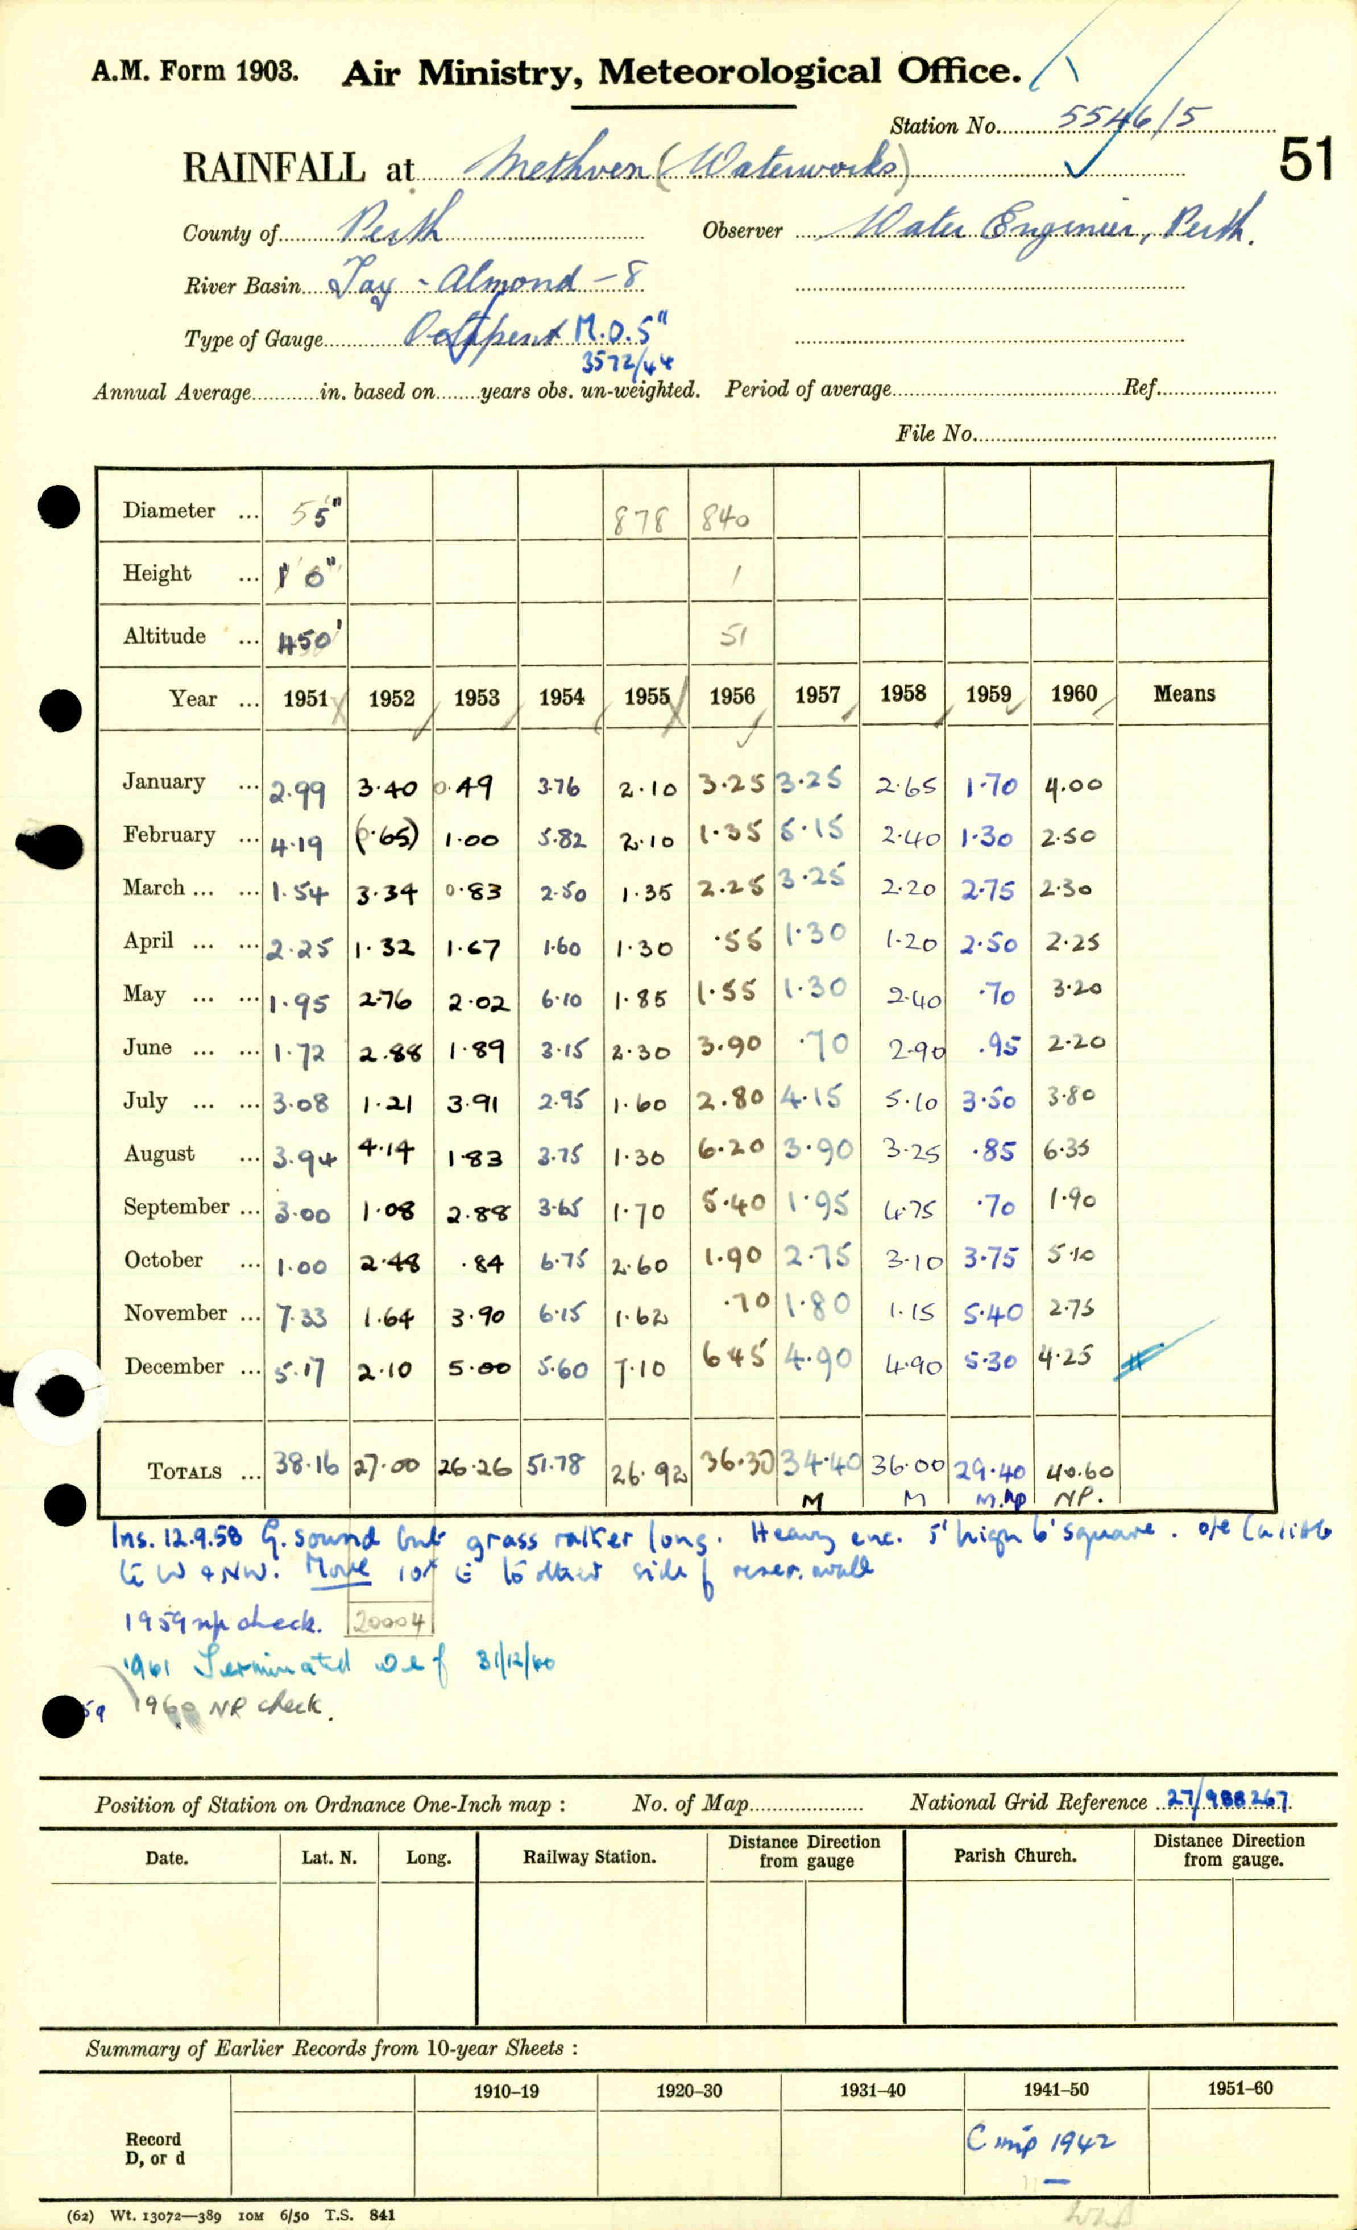 A.M. Form 1903. Air Ministry, Meteorological Office.
Station No. 5546/5
51
RAINFALL at Methven (Waterworks)
County of Perth Observer Water Engineer, Perth.
River Basin Tay - Almond - 8
Type of Gauge Octapent M.O. 5"
3572/44
Annual Average in. based on years obs. un-weighted. Period of average Ref.
File No.
Diameter ... 5" 878 840
Height ... 1' 0" 1
Altitude ... 450' 51
Year ... 1951 1952 1953 1954 1955 1956 1957 1958 1959 1960 Means
January ... 2.99 3.40 0.49 3.76 2.10 3.25 3.25 2.65 1.70 4.00
February ... 4.19 (0.65) 1.00 5.82 2.10 1.35 5.15 2.40 1.30 2.50
March ... ... 1.54 3.34 0.83 2.50 1.35 2.25 3.25 2.20 2.75 2.30
April ... ... 2.25 1.32 1.67 1.60 1.30 .55 1.30 1.20 2.50 2.25
May ... ... 1.95 2.76 2.02 6.10 1.85 1.55 1.30 2.40 .70 3.20
June ... ... 1.72 2.88 1.89 3.15 2.30 3.90 .70 2.90 .95 2.20
July ... ... 3.08 1.21 3.91 2.95 1.60 2.80 4.15 5.10 3.50 3.80
August ... 3.94 4.14 1.83 3.75 1.30 6.20 3.90 3.25 .85 6.35
September ... 3.00 1.08 2.88 3.65 1.70 5.40 1.95 4.75 .70 1.90
October ... 1.00 2.48 .84 6.75 2.60 1.90 2.75 3.10 3.75 5.10
November ... 7.33 1.64 3.90 6.15 1.62 .70 1.80 1.15 5.40 2.75
December ... 5.17 2.10 5.00 5.60 7.10 6.45 4.90 4.90 5.30 4.25
TOTALS ... 38.16 27.00 26.26 51.78 26.92 36.30 34.40 36.00 29.40 40.60
M M M.NP NP.
Ins. 12.9.58 G. sound but grass rather long. Heavy enc. 5' high 6' square. o/e a little
to W & NW. Move 10x E to other side of reser. wall
1959 np check. 20004
1961 Terminated wef 31/12/60
59 1960 NR check.
Position of Station on Ordnance One-Inch map : No. of Map National Grid Reference 27/988267
Date. Lat. N. Long. Railway Station. Distance from Direction gauge Parish Church. Distance from Direction gauge.
Summary of Earlier Records from 10-year Sheets :
1910–19 1920–30 1931–40 1941–50 1951–60
Record
D, or d
C imp 1942
(62) Wt. 13072—389 10M 6/50 T.S. 841